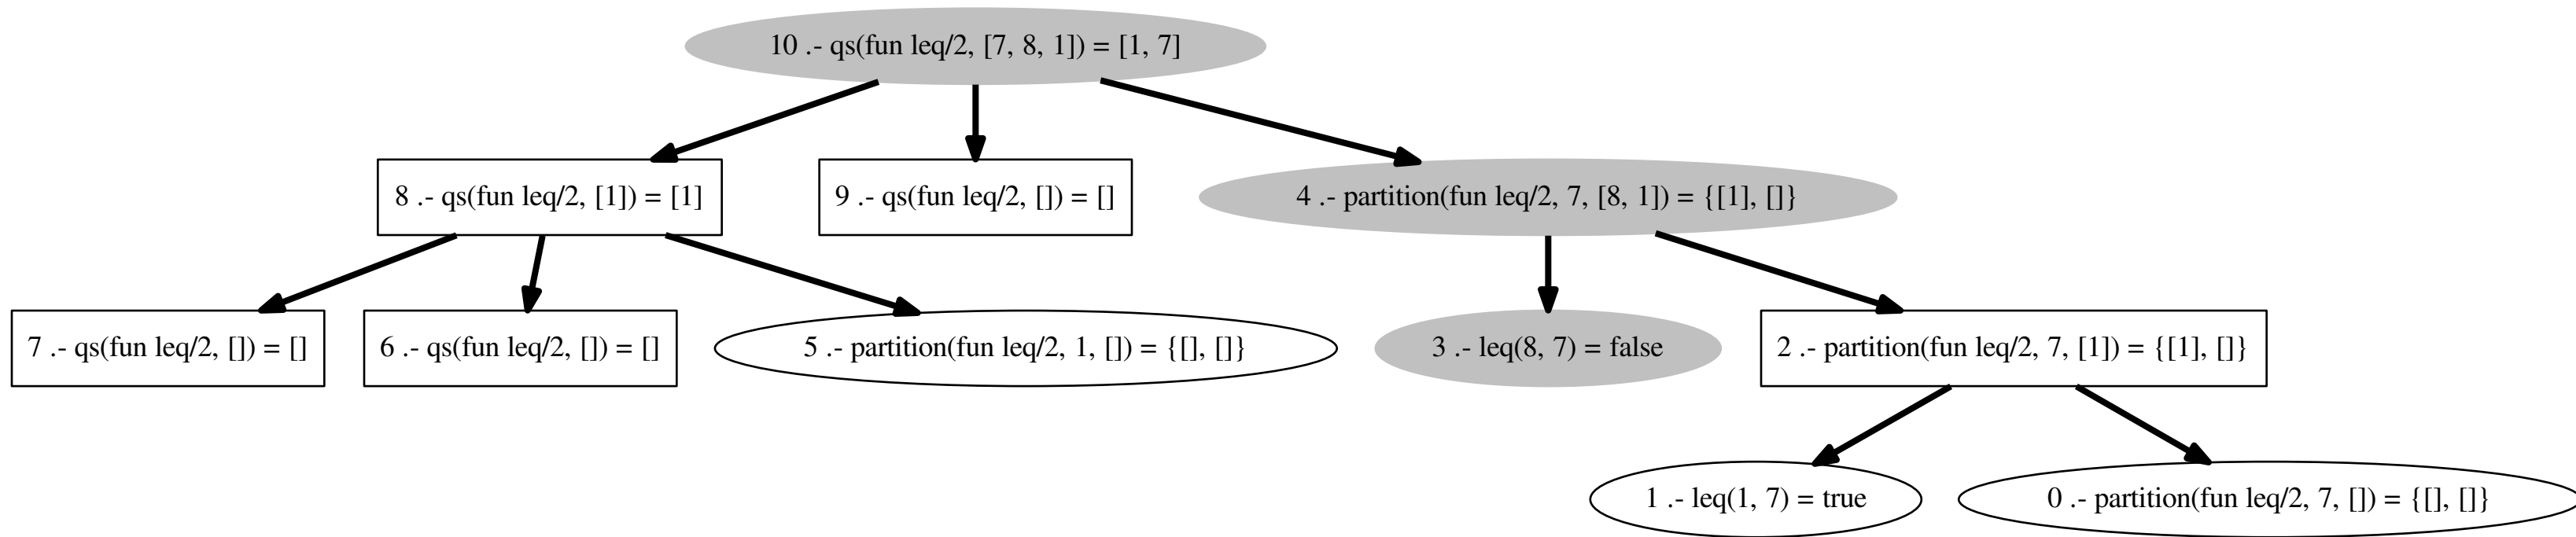 10 .- qs(fun leq/2, [7, 8, 1]) = [1, 7]
8 .- qs(fun leq/2, [1]) = [1]
9 .- qs(fun leq/2, []) = []
4 .- partition(fun leq/2, 7, [8, 1]) = {[1], []}
7 .- qs(fun leq/2, []) = []
6 .- qs(fun leq/2, []) = []
5 .- partition(fun leq/2, 1, []) = {[], []}
3 .- leq(8, 7) = false
2 .- partition(fun leq/2, 7, [1]) = {[1], []}
1 .- leq(1, 7) = true
0 .- partition(fun leq/2, 7, []) = {[], []}